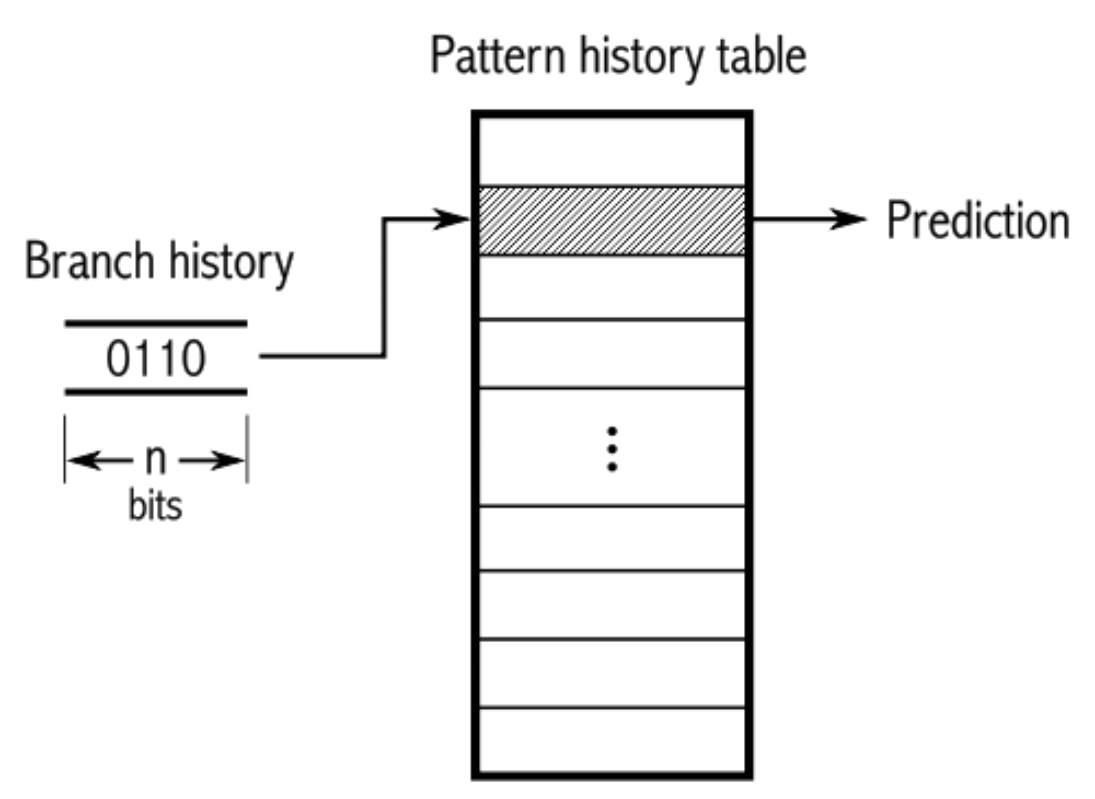 Pattern history table
Prediction
Branch history
0110
n
bits